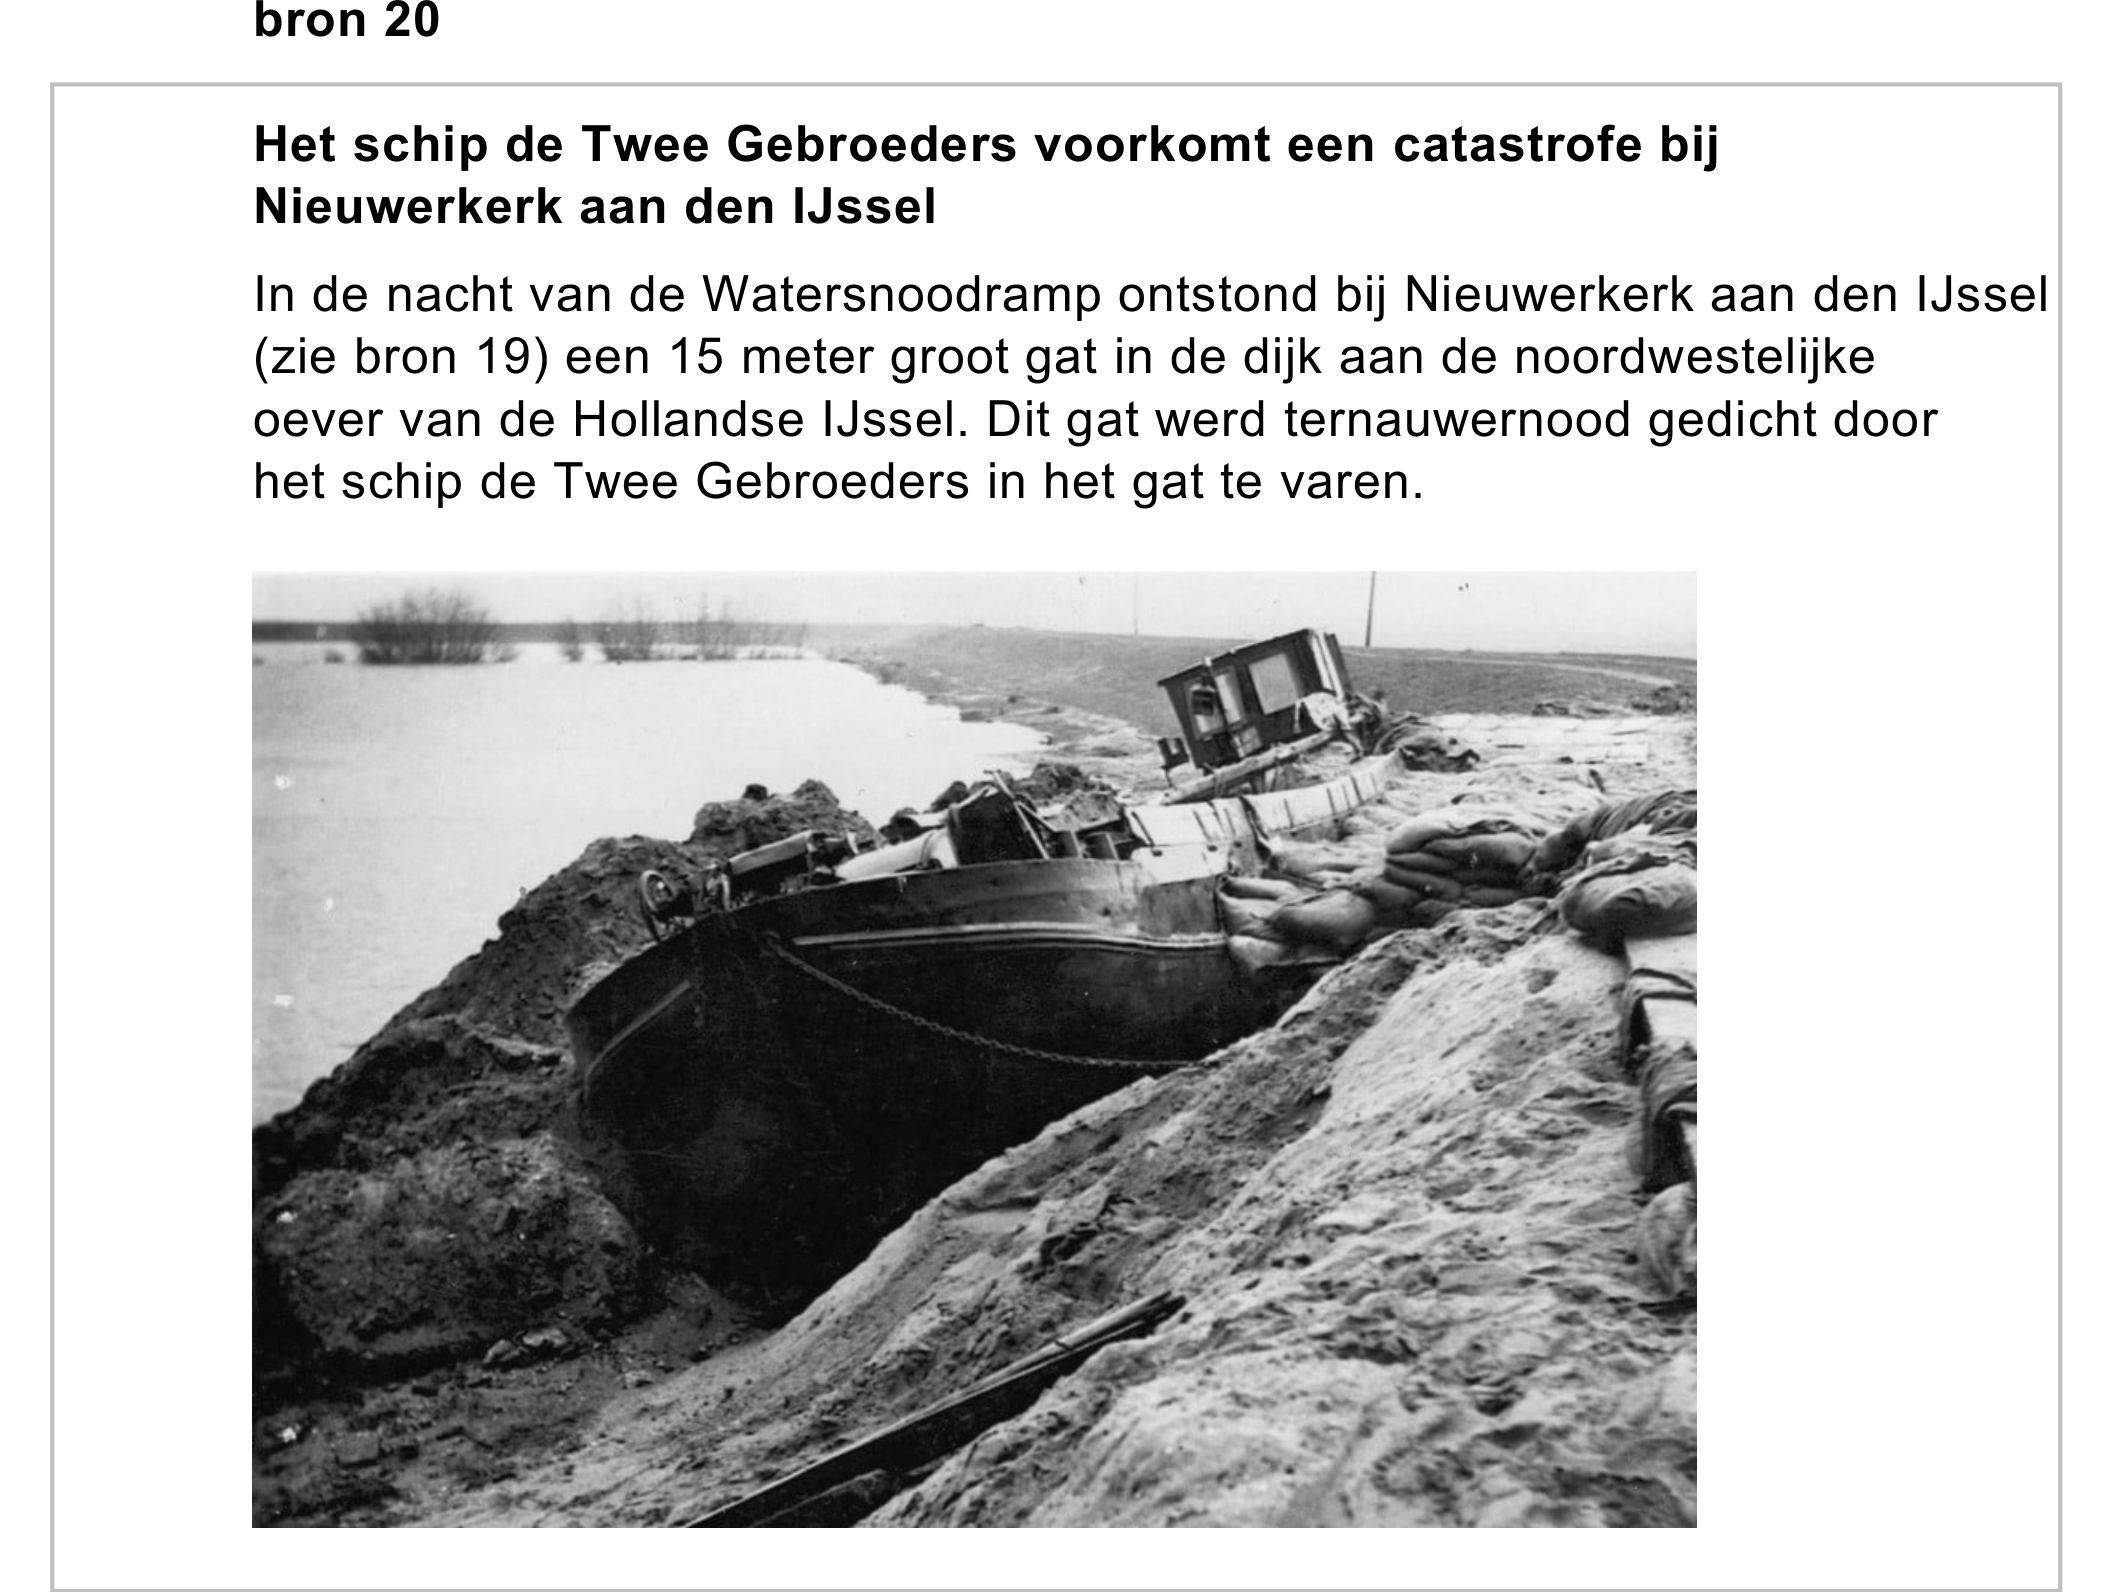 bron 20
Het schip de Twee Gebroeders voorkomt een catastrofe bij
Nieuwerkerk aan den IJssel
In de nacht van de Watersnoodramp ontstond bij Nieuwerkerk aan den IJssel
(zie bron 19) een 15 meter groot gat in de dijk aan de noordwestelijke
oever van de Hollandse IJssel. Dit gat werd ternauwernood gedicht door
het schip de Twee Gebroeders in het gat te varen.